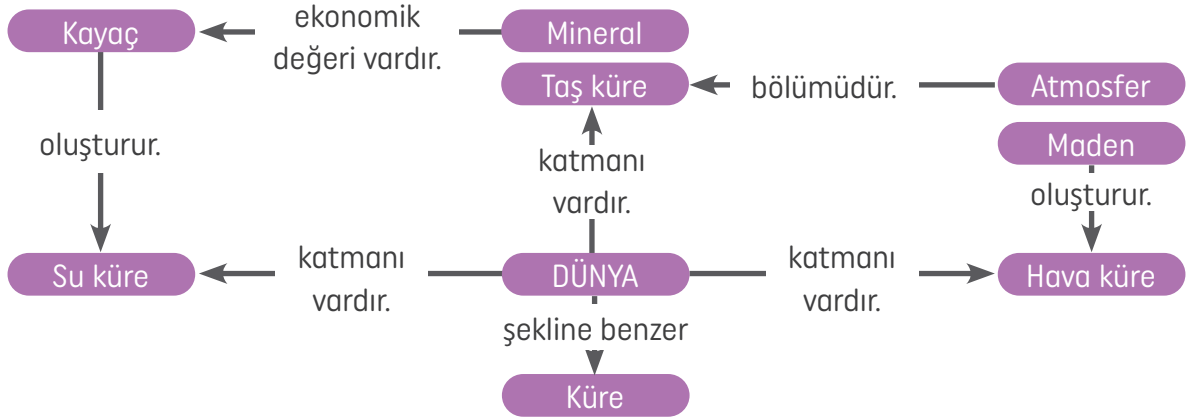 Kayaç
ekonomik
değeri vardır.
Mineral
Taş küre
bölümüdür.
Atmosfer
Maden
oluşturur.
katmanı
vardır.
oluşturur.
Su küre
katmanı
vardır.
DÜNYA
katmanı
vardır.
Hava küre
şekline benzer
Küre